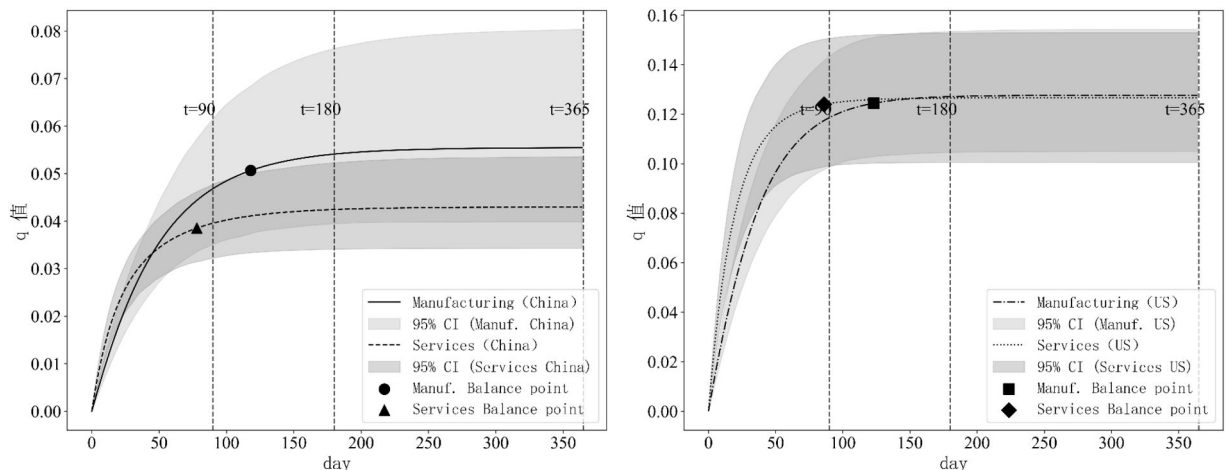 0.08
0.07
0.06
0.05
0.04
0.03
0.02
0.01
0.00
q 值
t=90
t=180
t=365
Manufacturing (China)
95% CI (Manuf. China)
Services (China)
95% CI (Services China)
Manuf. Balance point
Services Balance point
0 50 100 150 200 250 300 350
day
0.16
0.14
0.12
0.10
0.08
0.06
0.04
0.02
0.00
q 值
t=90
t=180
t=365
Manufacturing (US)
95% CI (Manuf. US)
Services (US)
95% CI (Services US)
Manuf. Balance point
Services Balance point
0 50 100 150 200 250 300 350
day